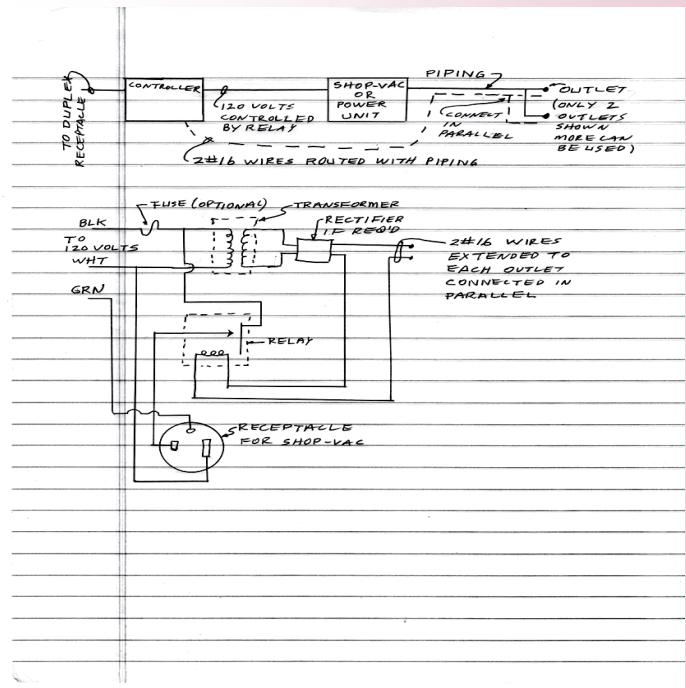 TO DUPLEX
RECEPTACLE
CONTROLLER
120 VOLTS
CONTROLLED
BY RELAY
SHOP-VAC
OR
POWER
UNIT
PIPING
CONNECT
IN
PARALLEL
OUTLET
(ONLY 2
OUTLETS
SHOWN
MORE CAN
BE USED)
2#16 WIRES ROUTED WITH PIPING
FUSE (OPTIONAL)
TRANSFORMER
RECTIFIER
IF REQ'D
BLK
TO
120 VOLTS
WHT
GRN
2#16 WIRES
EXTENDED TO
EACH OUTLET
CONNECTED IN
PARALLEL
RELAY
RECEPTACLE
FOR SHOP-VAC